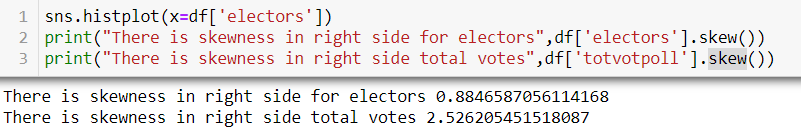 1 sns.histplot(x=df['electors'])
2 print("There is skewness in right side for electors",df['electors'].skew())
3 print("There is skewness in right side total votes",df['totvotpoll'].skew())
There is skewness in right side for electors 0.8846587056114168
There is skewness in right side total votes 2.526205451518087